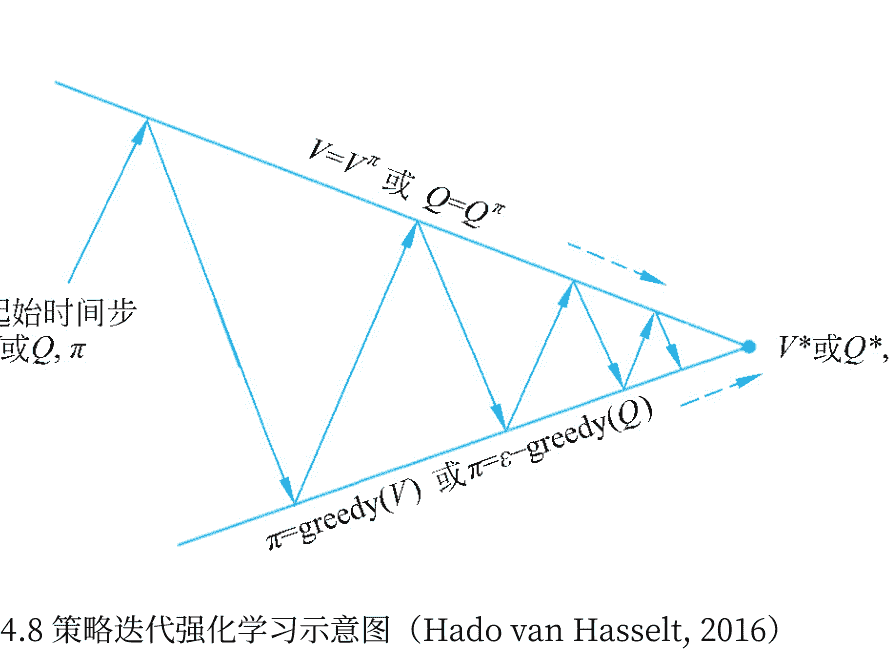 V=V^π 或 Q=Q^π
始时间步
或Q, π
V*或Q*,
π=greedy(V) 或π=ε-greedy(Q)
4.8 策略迭代强化学习示意图（Hado van Hasselt, 2016）